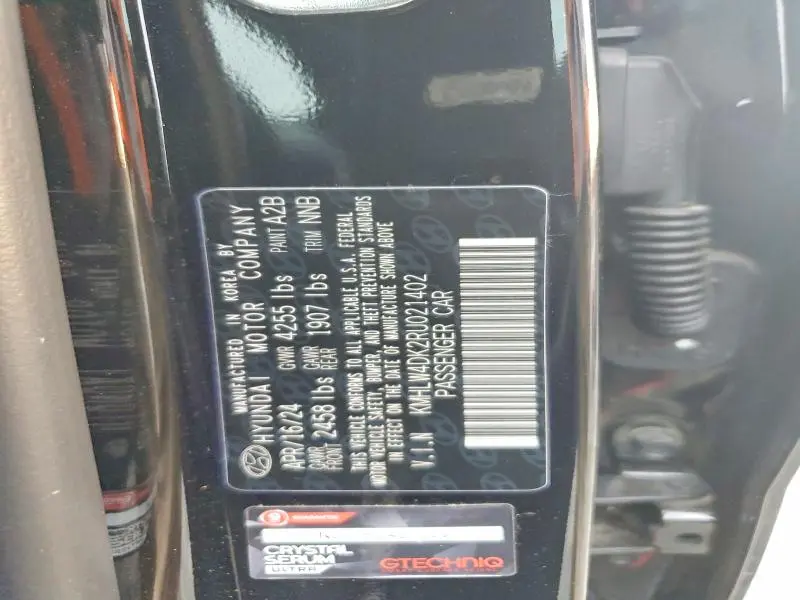 MANUFACTURED IN KOREA BY
HYUNDAI MOTOR COMPANY
APR/16/24 GVWR 4255 lbs PAINT A2B
GAWR FRONT 2458 lbs GAWR REAR 1907 lbs TRIM NNB
THIS VEHICLE CONFORMS TO ALL APPLICABLE U.S.A. FEDERAL
MOTOR VEHICLE SAFETY, BUMPER, AND THEFT PREVENTION STANDARDS
IN EFFECT ON THE DATE OF MANUFACTURE SHOWN ABOVE
V.I.N KMHLW4DK2RU021402
PASSENGER CAR
CRYSTAL
SERUM
ULTRA
GTECHNIQ